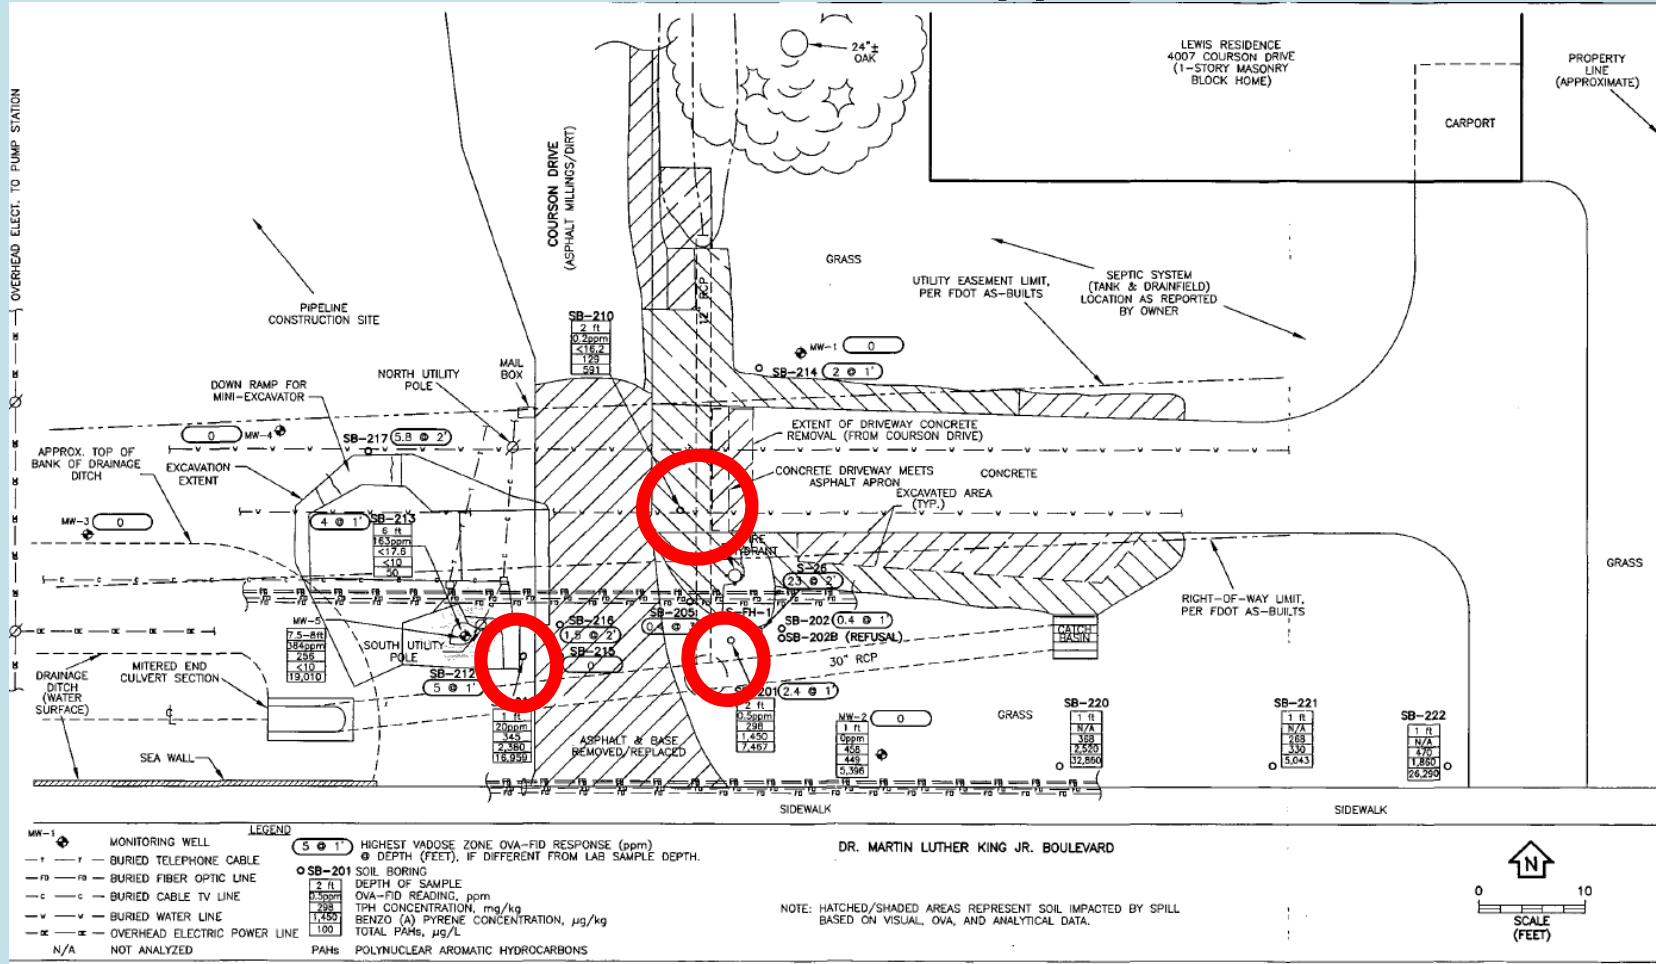 24"±
OAK
LEWIS RESIDENCE
4007 COURSON DRIVE
(1-STORY MASONRY
BLOCK HOME)
PROPERTY
LINE
(APPROXIMATE)
CARPORT
OVERHEAD ELECT. TO PUMP STATION
COURSON DRIVE
(ASPHALT MILLINGS/DIRT)
PIPELINE
CONSTRUCTION SITE
GRASS
UTILITY EASEMENT LIMIT,
PER FDOT AS-BUILTS
SEPTIC SYSTEM
(TANK & DRAINFIELD)
LOCATION AS REPORTED
BY OWNER
12" RCP
SB-210
2 ft
0.2ppm
<16.2
129
591
MW-1 0
SB-214 2 @ 1'
MAIL
BOX
NORTH UTILITY
POLE
DOWN RAMP FOR
MINI-EXCAVATOR
0 MW-4
SB-217 5.8 @ 2'
APPROX. TOP OF
BANK OF DRAINAGE
DITCH
EXCAVATION
EXTENT
EXTENT OF DRIVEWAY CONCRETE
REMOVAL (FROM COURSON DRIVE)
CONCRETE DRIVEWAY MEETS
ASPHALT APRON
CONCRETE
EXCAVATED AREA
(TYP.)
MW-3 0
4 @ 1' SB-213
6 ft
163ppm
<17.6
<10
50
S-26
23 @ 2'
GRASS
RIGHT-OF-WAY LIMIT,
PER FDOT AS-BUILTS
MW-5
7.5-8ft
384ppm
256
<10
19,010
SOUTH UTILITY
POLE
SB-216
1.5 @ 2'
SB-215
0
SB-205
S-FH-1
SB-202 0.4 @ 1'
SB-202B (REFUSAL)
CATCH
BASIN
30" RCP
MITERED END
CULVERT SECTION
DRAINAGE
DITCH
(WATER
SURFACE)
SB-212
5 @ 1'
1 ft
20ppm
345
2,380
16,959
SB-201 2.4 @ 1'
2 ft
0.5ppm
298
1,450
7,467
MW-2 0
1 ft
0ppm
458
449
5,396
GRASS
SB-220
1 ft
N/A
368
2,520
32,860
SB-221
1 ft
N/A
268
330
5,043
SB-222
1 ft
N/A
470
1,860
26,290
ASPHALT & BASE
REMOVED/REPLACED
SEA WALL
SIDEWALK
SIDEWALK
LEGEND
MW-1 MONITORING WELL
T T BURIED TELEPHONE CABLE
FO FO BURIED FIBER OPTIC LINE
C C BURIED CABLE TV LINE
V V BURIED WATER LINE
OE OE OVERHEAD ELECTRIC POWER LINE
N/A NOT ANALYZED
5 @ 1' HIGHEST VADOSE ZONE OVA-FID RESPONSE (ppm)
@ DEPTH (FEET), IF DIFFERENT FROM LAB SAMPLE DEPTH.
SB-201 SOIL BORING
2 ft DEPTH OF SAMPLE
0.5ppm OVA-FID READING, ppm
298 TPH CONCENTRATION, mg/kg
1,450 BENZO (A) PYRENE CONCENTRATION, µg/kg
100 TOTAL PAHs, µg/L
PAHs POLYNUCLEAR AROMATIC HYDROCARBONS
DR. MARTIN LUTHER KING JR. BOULEVARD
NOTE: HATCHED/SHADED AREAS REPRESENT SOIL IMPACTED BY SPILL
BASED ON VISUAL, OVA, AND ANALYTICAL DATA.
N
0 10
SCALE
(FEET)